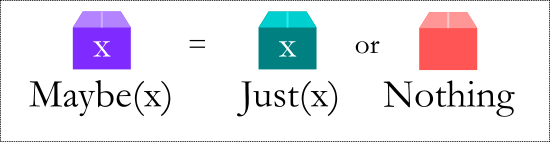 x = x or
Maybe(x) Just(x) Nothing